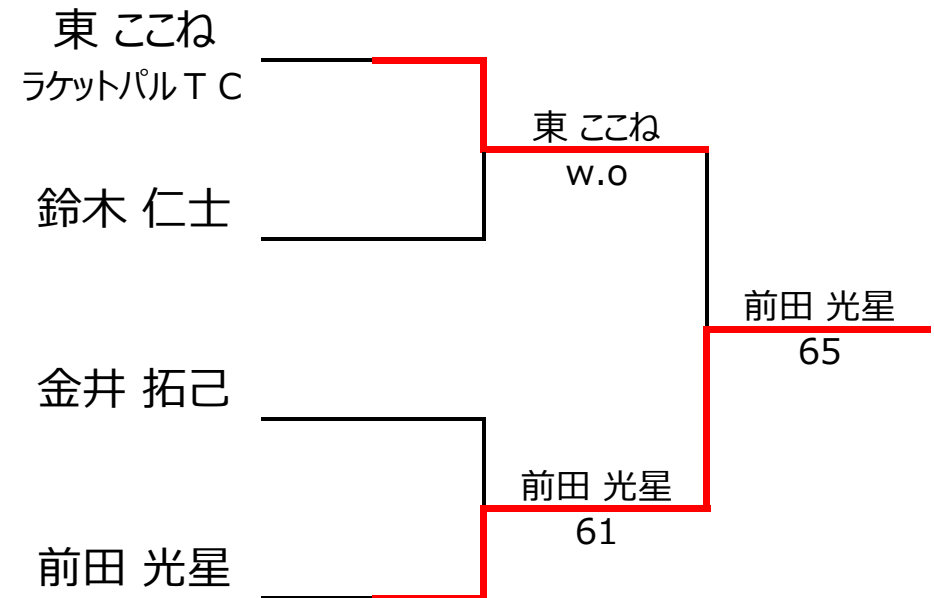 東 ここね
ラケットパルＴＣ
東 ここね
w.o
鈴木 仁士
前田 光星
65
金井 拓己
前田 光星
61
前田 光星